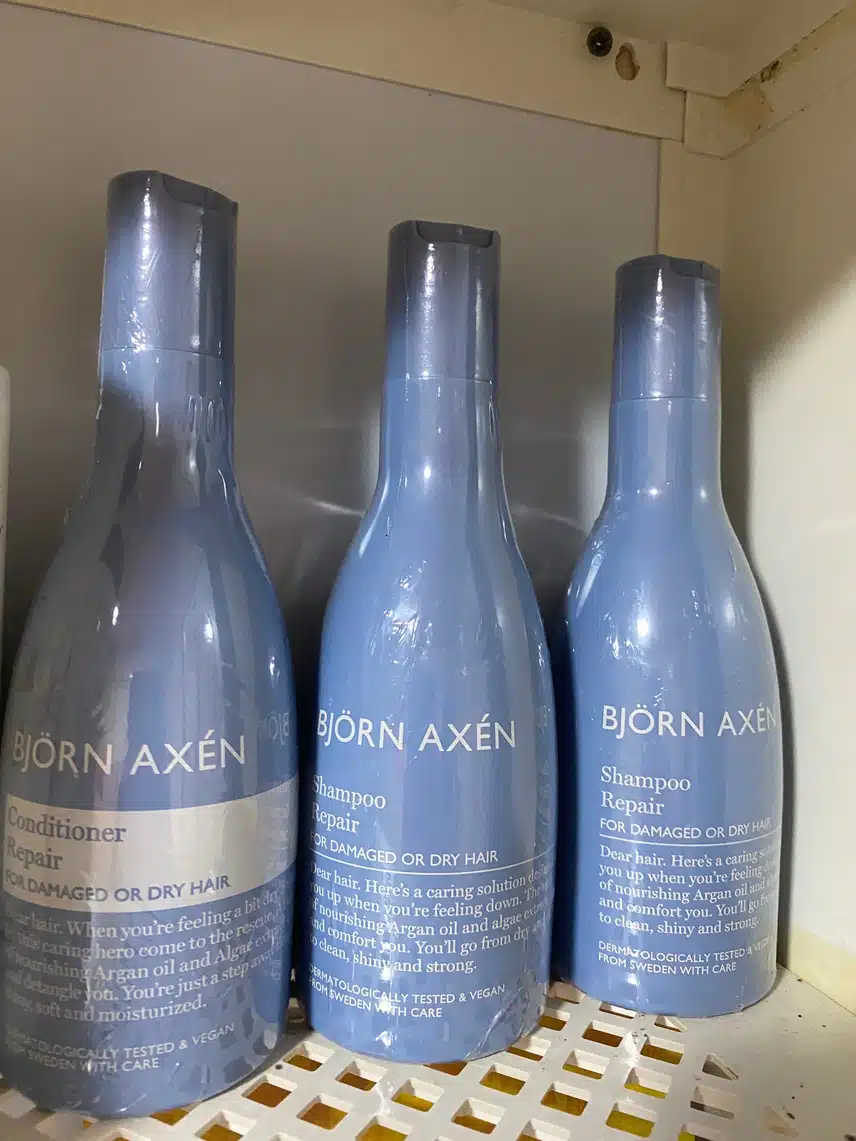 BJÖRN AXÉN
Conditioner
Repair
FOR DAMAGED OR DRY HAIR
hair. When you're feeling a bit dry
this caring hero come to the rescue
nourishing Argan oil and Algae
detangle you. You're just a step
soft and moisturized.
TESTED & VEGAN
SWEDEN WITH CARE
BJÖRN AXÉN
Shampoo
Repair
FOR DAMAGED OR DRY HAIR
Dear hair. Here's a caring solution
you up when you're feeling down.
of nourishing Argan oil and algae
and comfort you. You'll go from dry
to clean, shiny and strong.
DERMATOLOGICALLY TESTED & VEGAN
FROM SWEDEN WITH CARE
BJÖRN AXÉN
Shampoo
Repair
FOR DAMAGED OR DRY HAIR
Dear hair. Here's a caring
you up when you're feeling
of nourishing Argan oil and
and comfort you. You'll go from
to clean, shiny and strong.
DERMATOLOGICALLY TESTED &
FROM SWEDEN WITH CARE